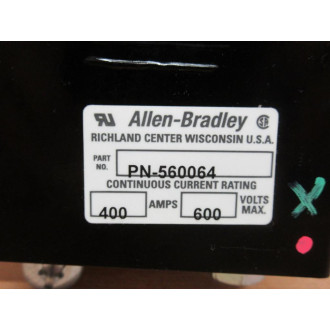 Allen-Bradley
RICHLAND CENTER WISCONSIN U.S.A.
PART NO. PN-560064
CONTINUOUS CURRENT RATING
400 AMPS 600 VOLTS MAX.
X